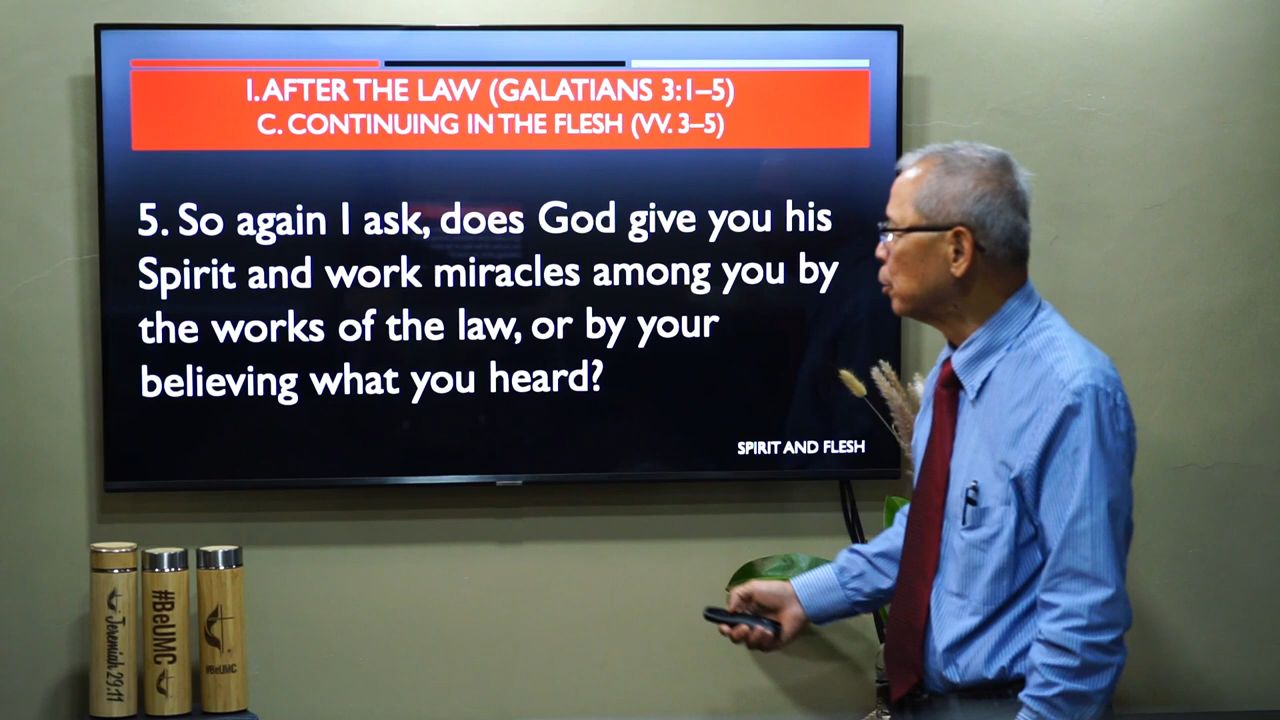 I. AFTER THE LAW (GALATIANS 3:1–5)
C. CONTINUING IN THE FLESH (VV. 3–5)
5. So again I ask, does God give you his
Spirit and work miracles among you by
the works of the law, or by your
believing what you heard?
SPIRIT AND FLESH
Jeremiah 29:11
#BeUMC
#BeUMC